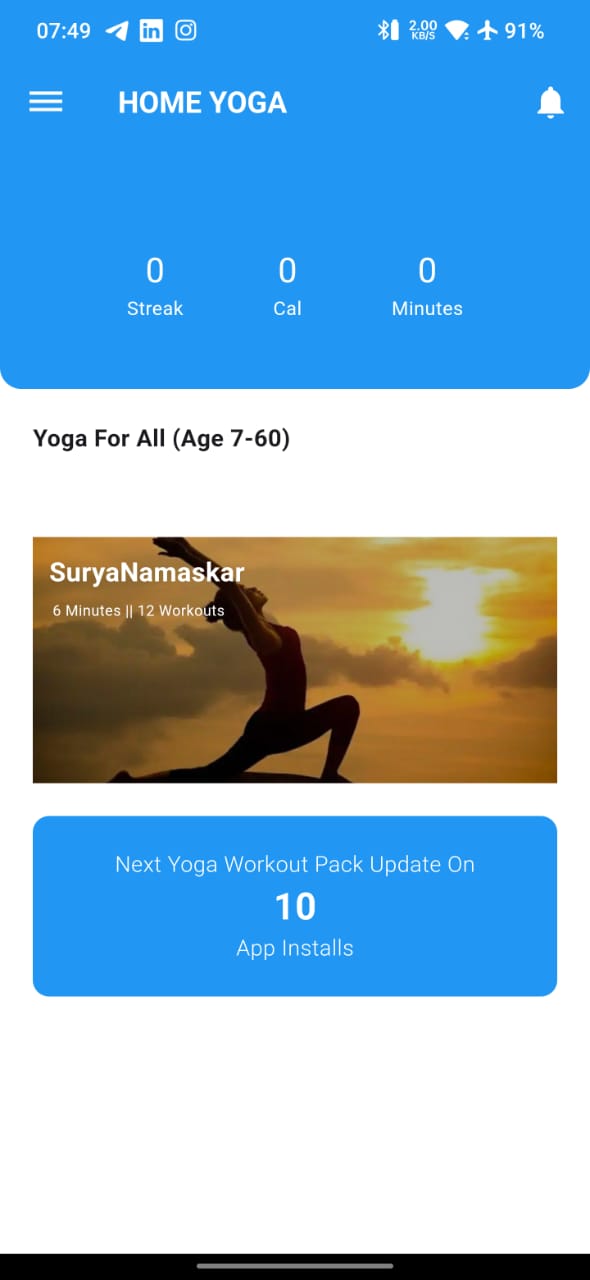 07:49 2.00 KB/S 91%
HOME YOGA
0 0 0
Streak Cal Minutes
Yoga For All (Age 7-60)
SuryaNamaskar
6 Minutes || 12 Workouts
Next Yoga Workout Pack Update On
10
App Installs